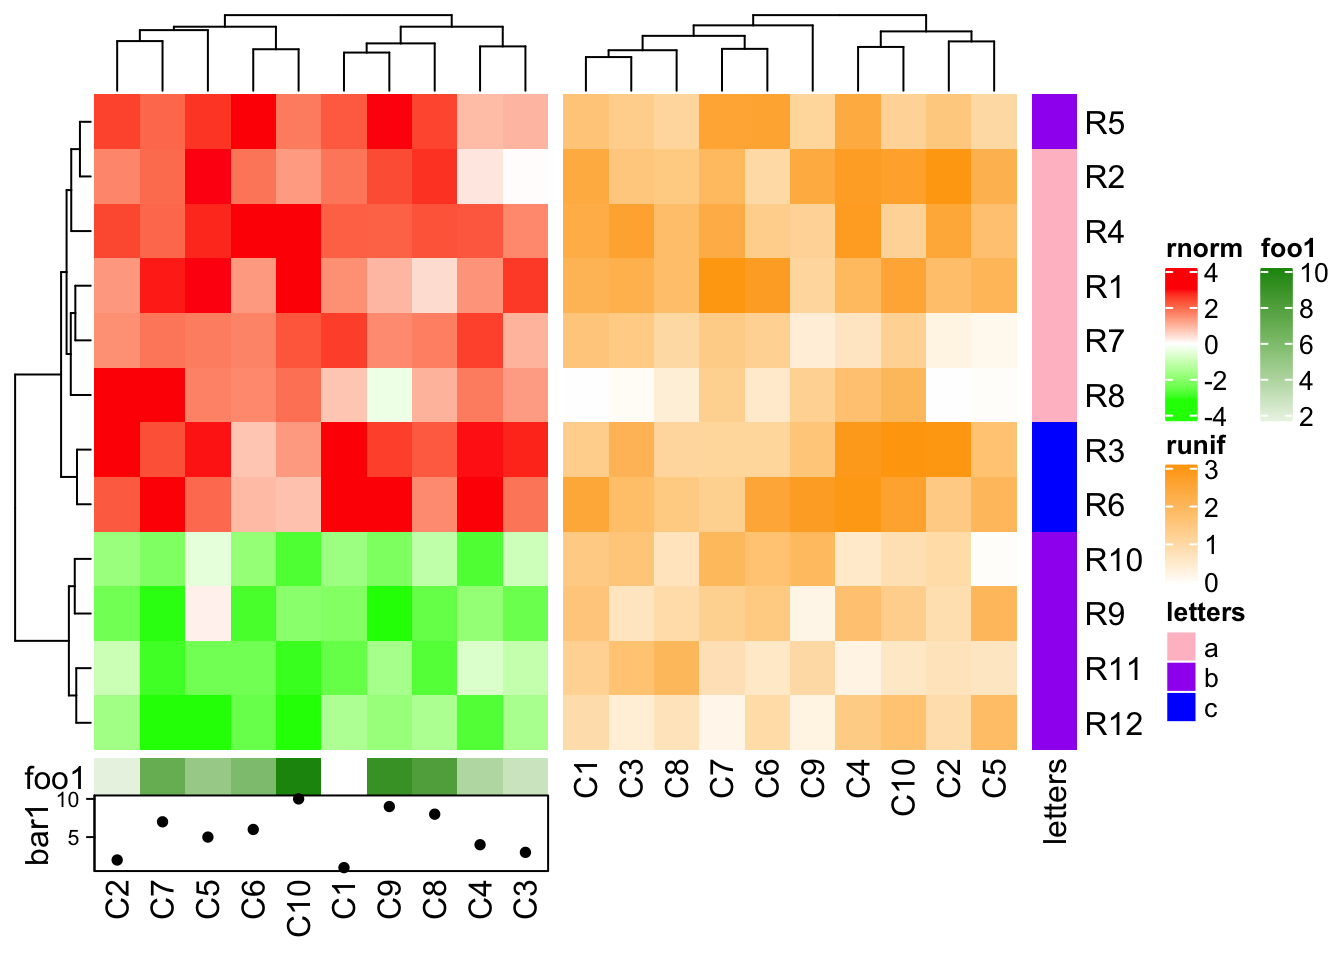 R5
R2
R4
R1
R7
R8
R3
R6
R10
R9
R11
R12
rnorm
4
2
0
-2
-4
foo1
10
8
6
4
2
runif
3
2
1
0
letters
a
b
c
foo1
bar1
10
5
C2 C7 C5 C6 C10 C1 C9 C8 C4 C3
C1 C3 C8 C7 C6 C9 C4 C10 C2 C5
letters